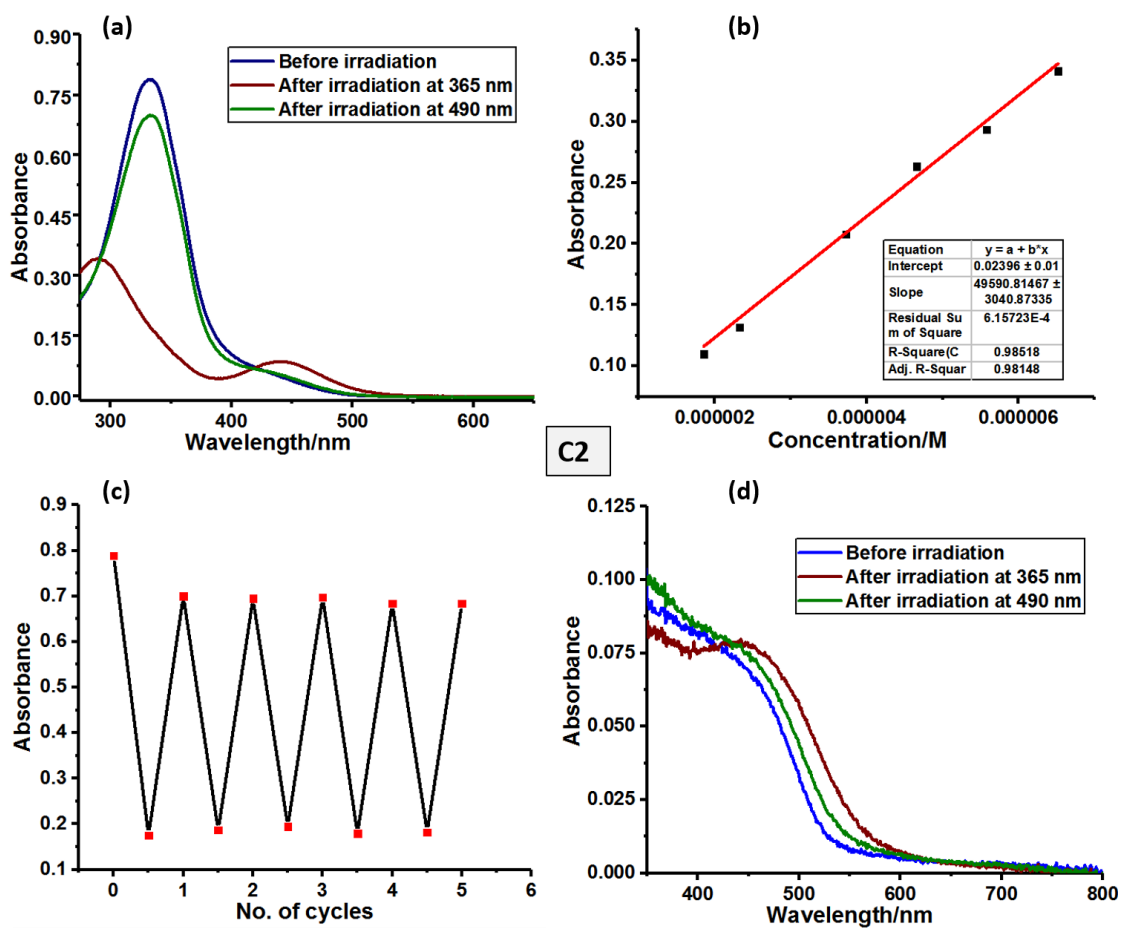 (a)
0.90
0.75
0.60
0.45
0.30
0.15
0.00
Absorbance
300 400 500 600
Wavelength/nm
Before irradiation
After irradiation at 365 nm
After irradiation at 490 nm
(b)
0.35
0.30
0.25
0.20
0.15
0.10
Absorbance
0.000002 0.000004 0.000006
Concentration/M
Equation y = a + b*x
Intercept 0.02396 ± 0.01
Slope 49590.81467 ±
3040.87335
Residual Su 6.15723E-4
m of Square
R-Square(C 0.98518
Adj. R-Squar 0.98148
C2
(c)
0.9
0.8
0.7
0.6
0.5
0.4
0.3
0.2
0.1
Absorbance
0 1 2 3 4 5 6
No. of cycles
(d)
0.125
0.100
0.075
0.050
0.025
0.000
Absorbance
400 500 600 700 800
Wavelength/nm
Before irradiation
After irradiation at 365 nm
After irradiation at 490 nm